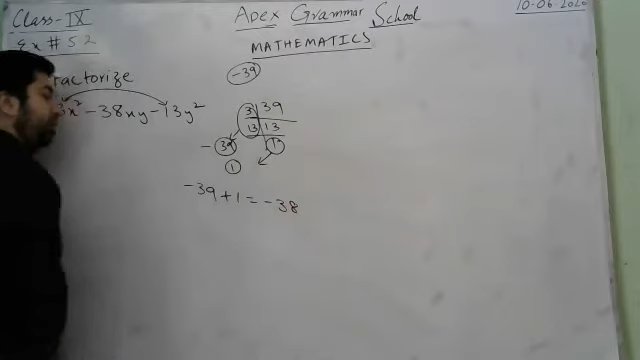 Class-IX
Apex Grammar School
10-06-2020
Ex # 5.2
MATHEMATICS
Factorize
-39
3x² - 38xy - 13y²
3 | 39
13 | 13
- 39
1
-39 + 1 = -38